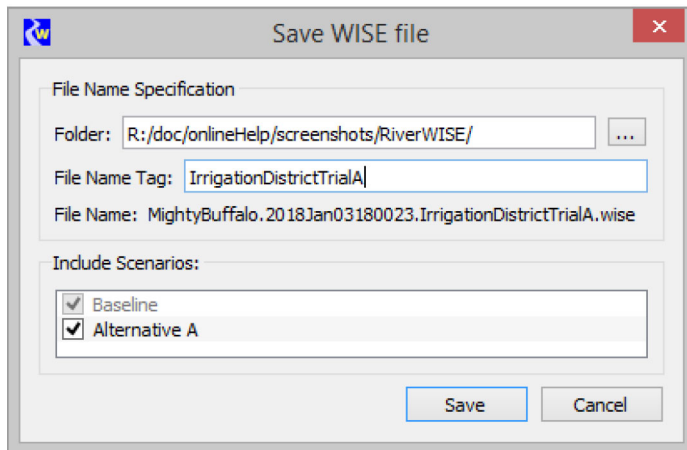 Save WISE file
File Name Specification
Folder: R:/doc/onlineHelp/screenshots/RiverWISE/ ...
File Name Tag: IrrigationDistrictTrialA
File Name: MightyBuffalo.2018Jan03180023.IrrigationDistrictTrialA.wise
Include Scenarios:
Baseline
Alternative A
Save Cancel